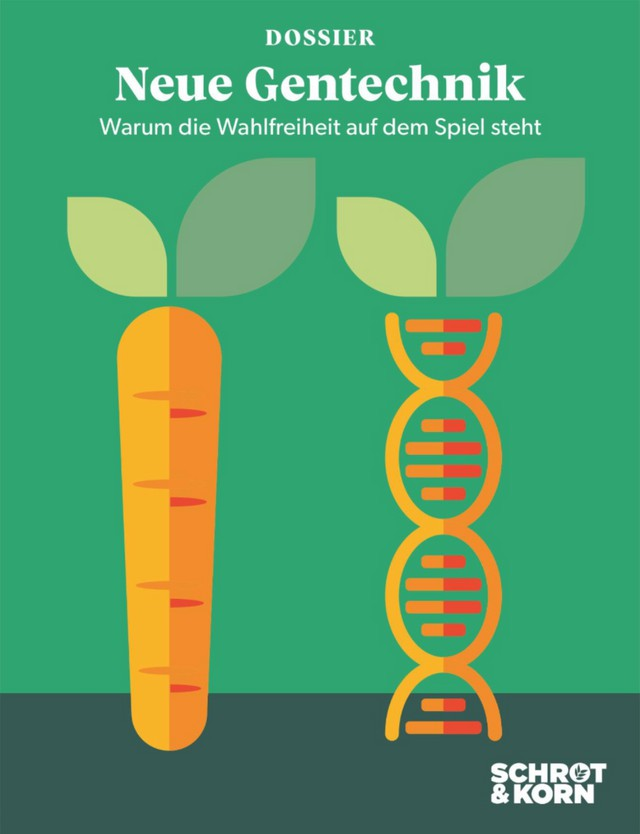 DOSSIER
Neue Gentechnik
Warum die Wahlfreiheit auf dem Spiel steht
SCHROT
& KORN